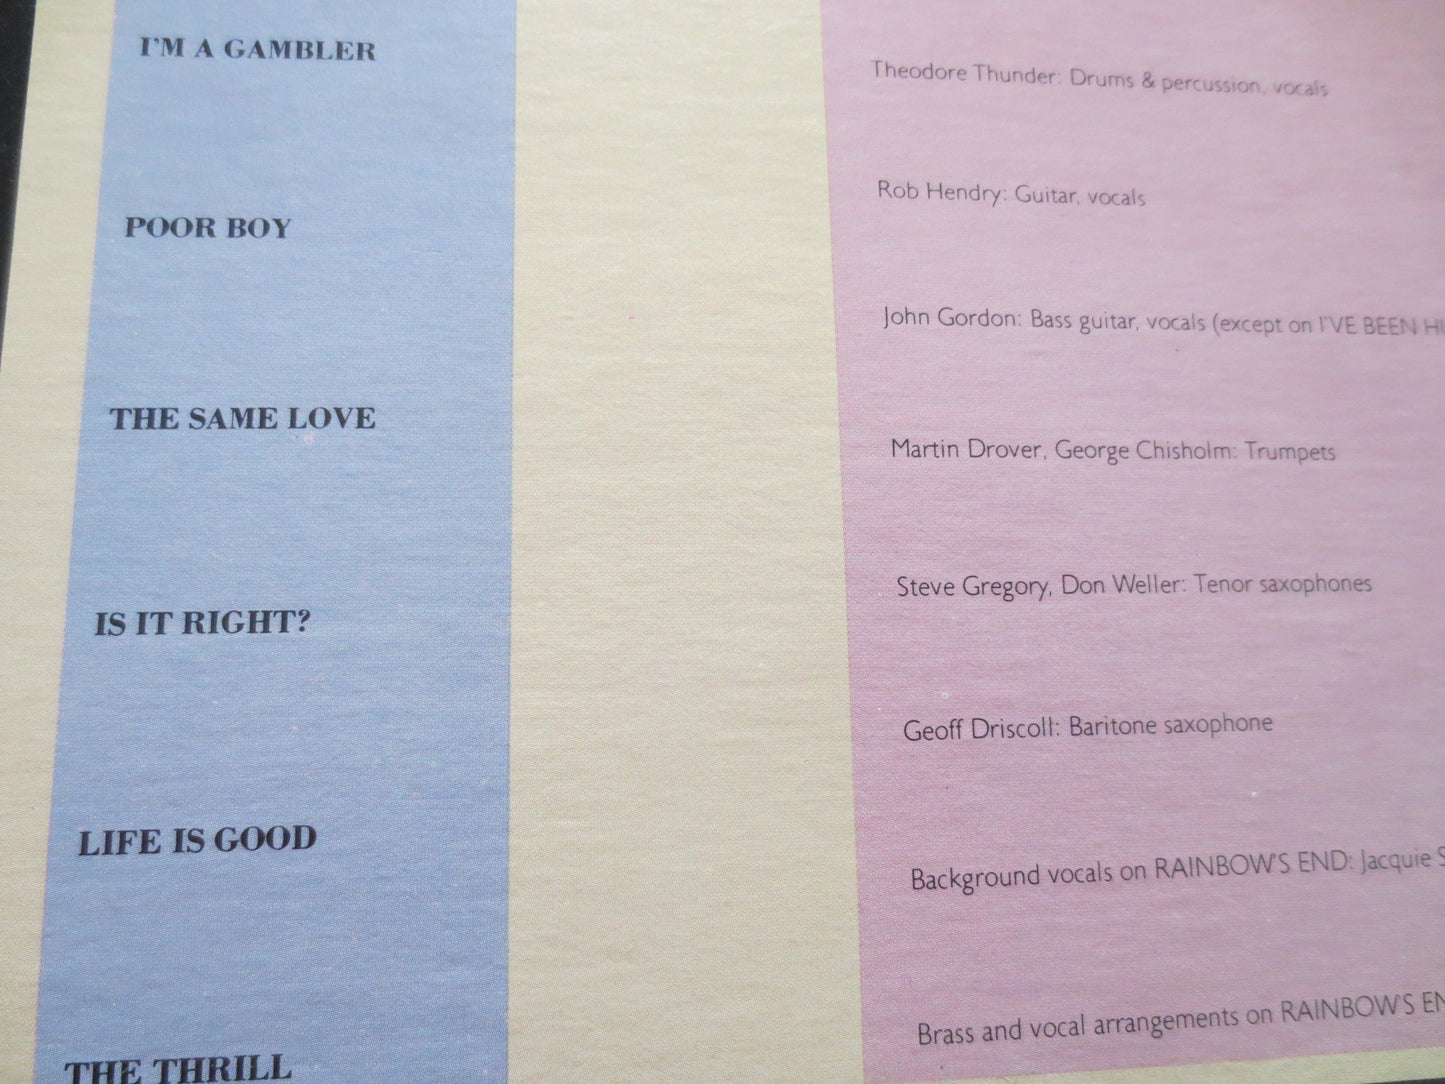 I'M A GAMBLER
POOR BOY
THE SAME LOVE
IS IT RIGHT?
LIFE IS GOOD
THE THRILL
Theodore Thunder: Drums & percussion, vocals
Rob Hendry: Guitar, vocals
John Gordon: Bass guitar, vocals (except on I'VE BEEN
Martin Drover, George Chisholm: Trumpets
Steve Gregory, Don Weller: Tenor saxophones
Geoff Driscoll: Baritone saxophone
Background vocals on RAINBOW'S END: Jacquie
Brass and vocal arrangements on RAINBOW'S